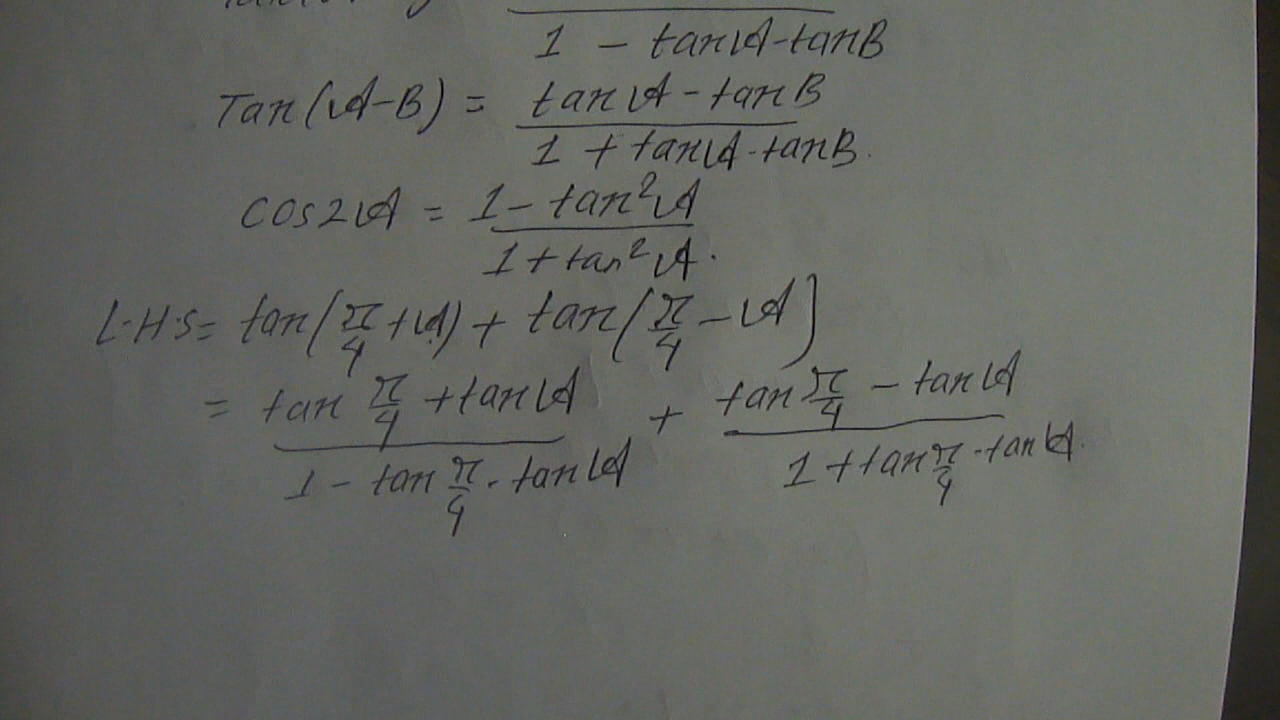 1 - tanA·tanB
Tan(A-B) = tanA - tanB / 1 + tanA·tanB.
cos2A = 1 - tan²A / 1 + tan²A.
L.H.S = tan(π/4 + A) + tan(π/4 - A)
= tan π/4 + tanA / 1 - tan π/4 · tanA + tan π/4 - tanA / 1 + tan π/4 · tanA.